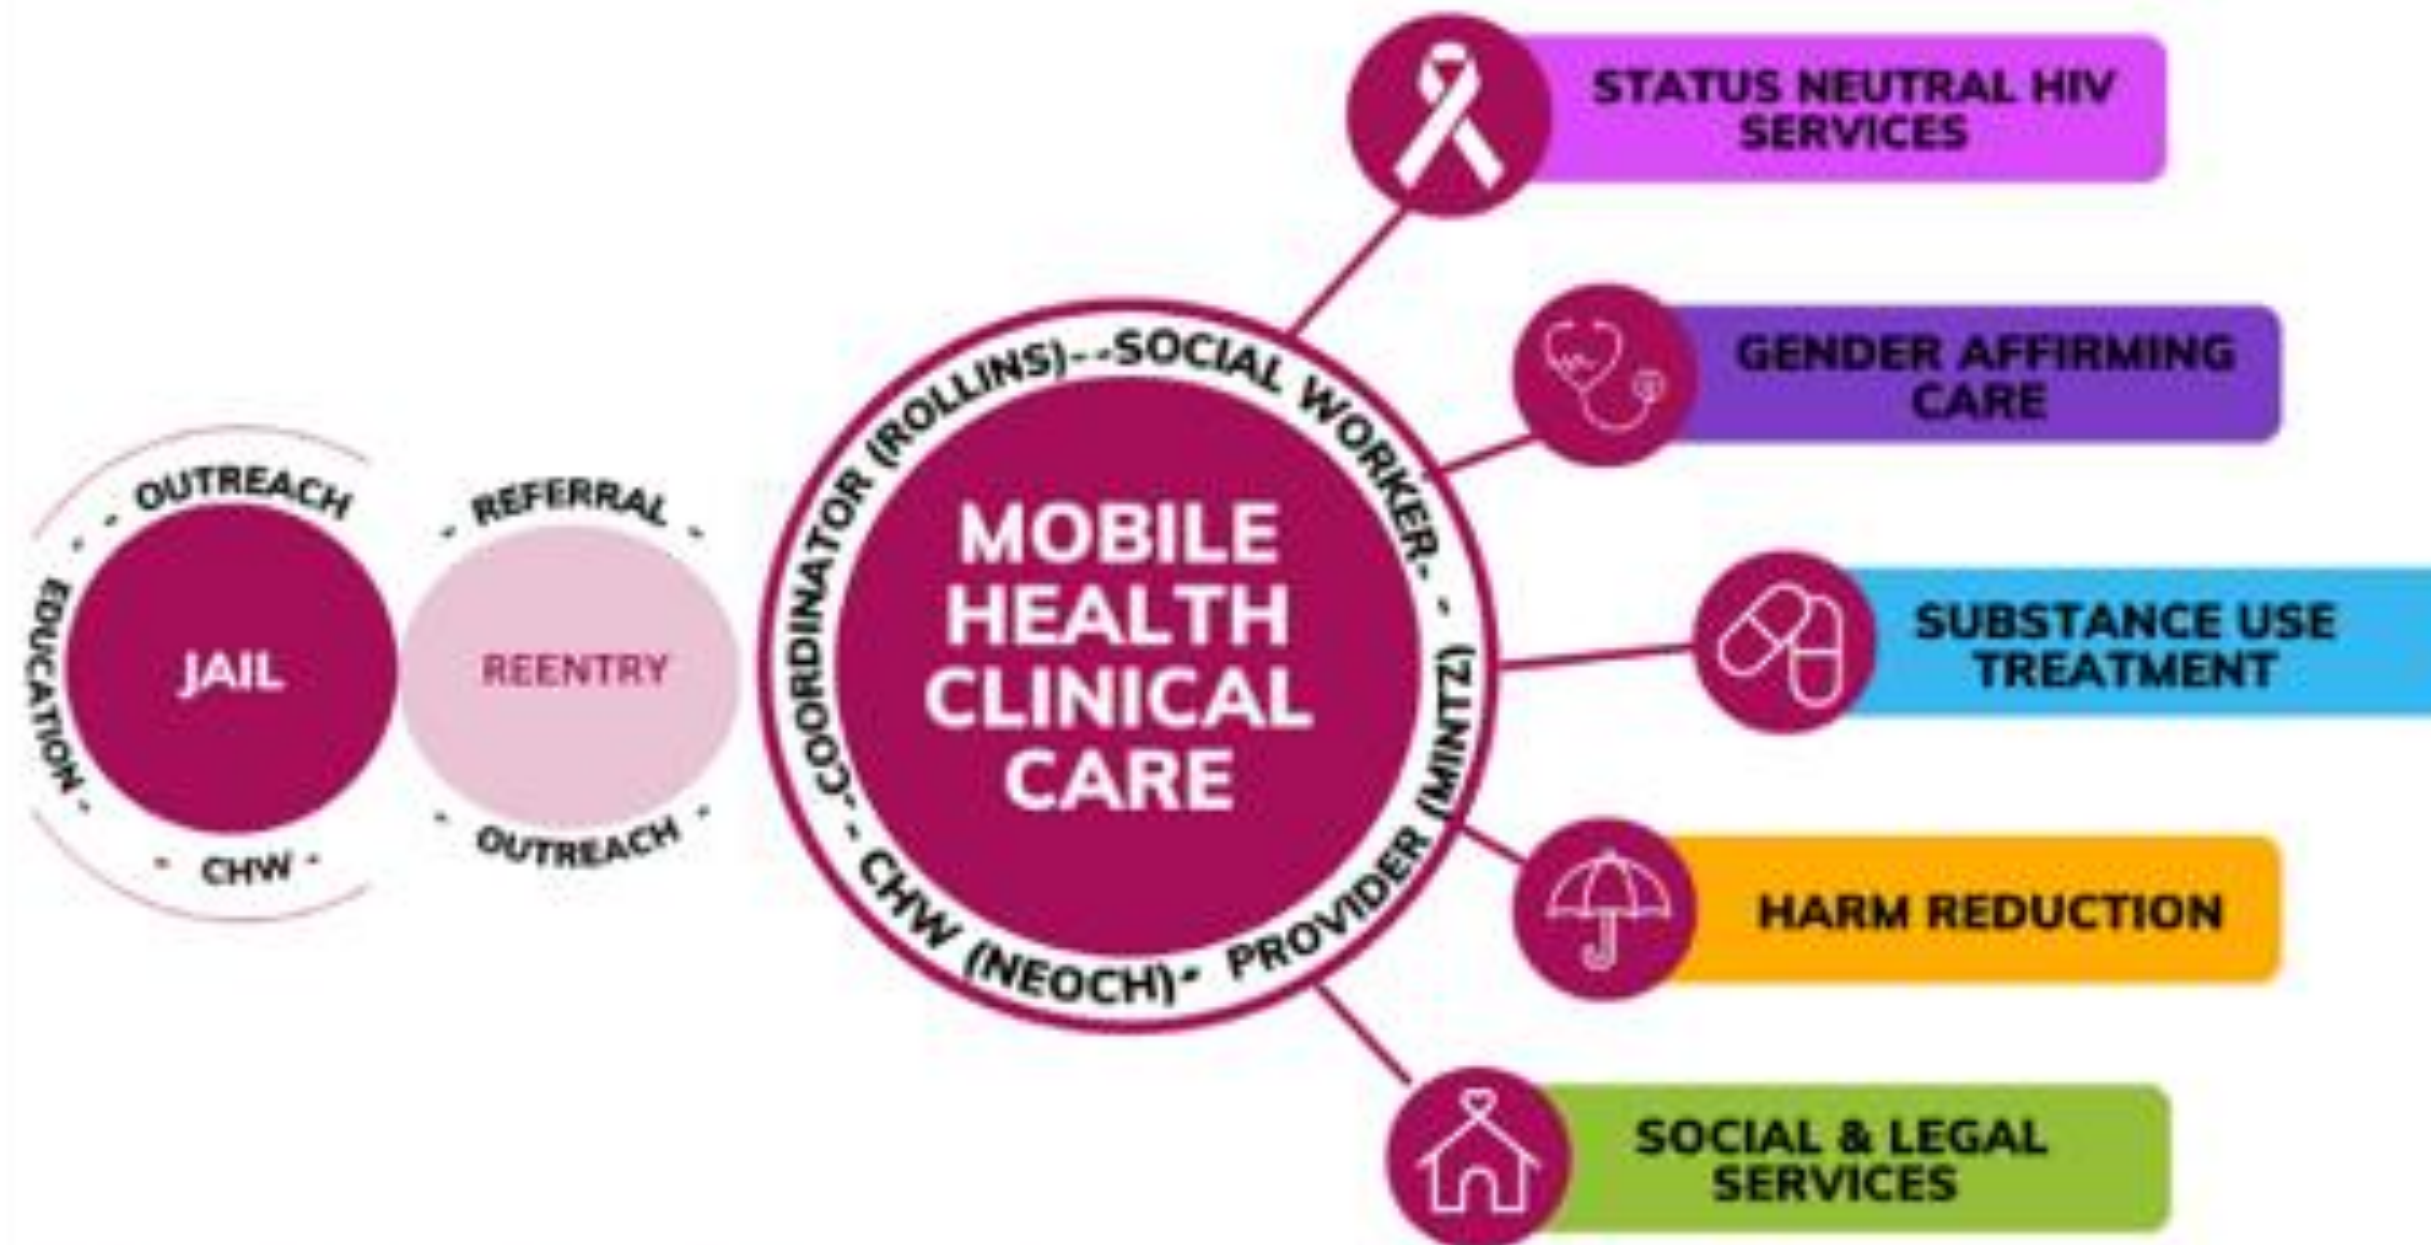 - - OUTREACH
EDUCATION -
- CHW -
JAIL
- REFERRAL -
REENTRY
- OUTREACH -
COORDINATOR (ROLLINS)--SOCIAL WORKER- - PROVIDER (MINTZ)
- - CHW (NEOCH)-
MOBILE
HEALTH
CLINICAL
CARE
STATUS NEUTRAL HIV
SERVICES
GENDER AFFIRMING
CARE
SUBSTANCE USE
TREATMENT
HARM REDUCTION
SOCIAL & LEGAL
SERVICES